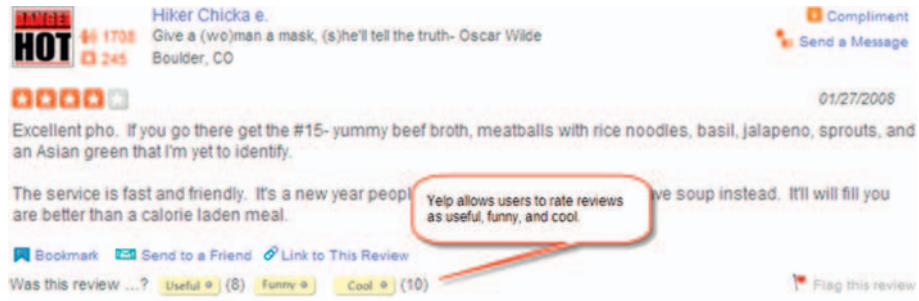 DANGER
HOT
Hiker Chicka e.
1708
Give a (wo)man a mask, (s)he'll tell the truth- Oscar Wilde
245
Boulder, CO
Compliment
Send a Message
01/27/2008
Excellent pho. If you go there get the #15- yummy beef broth, meatballs with rice noodles, basil, jalapeno, sprouts, and
an Asian green that I'm yet to identify.
The service is fast and friendly. It's a new year peopl ve soup instead. It'll will fill you
are better than a calorie laden meal.
Yelp allows users to rate reviews
as useful, funny, and cool.
Bookmark Send to a Friend Link to This Review
Was this review ...? Useful (8) Funny Cool (10)
Flag this review